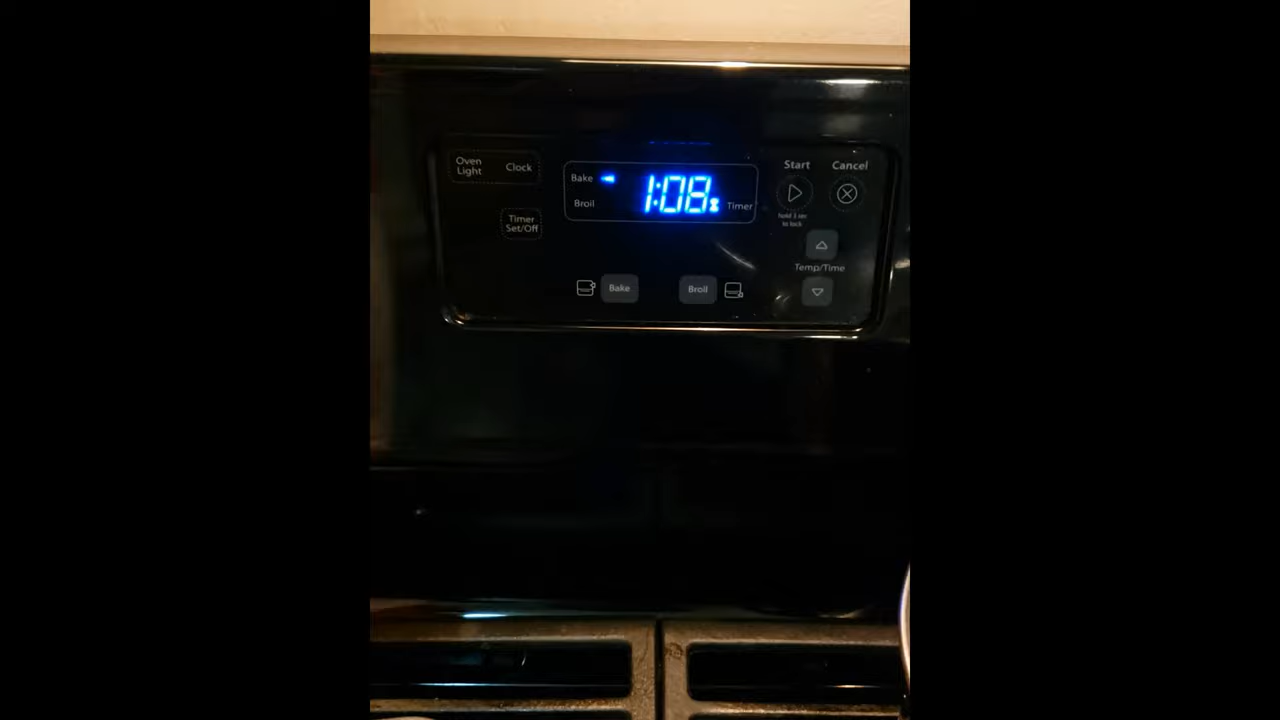 Oven
Light
Clock
Timer
Set/Off
Bake
Broil
1:08
Timer
Start
Cancel
hold 3 sec
to lock
Temp/Time
Bake
Broil